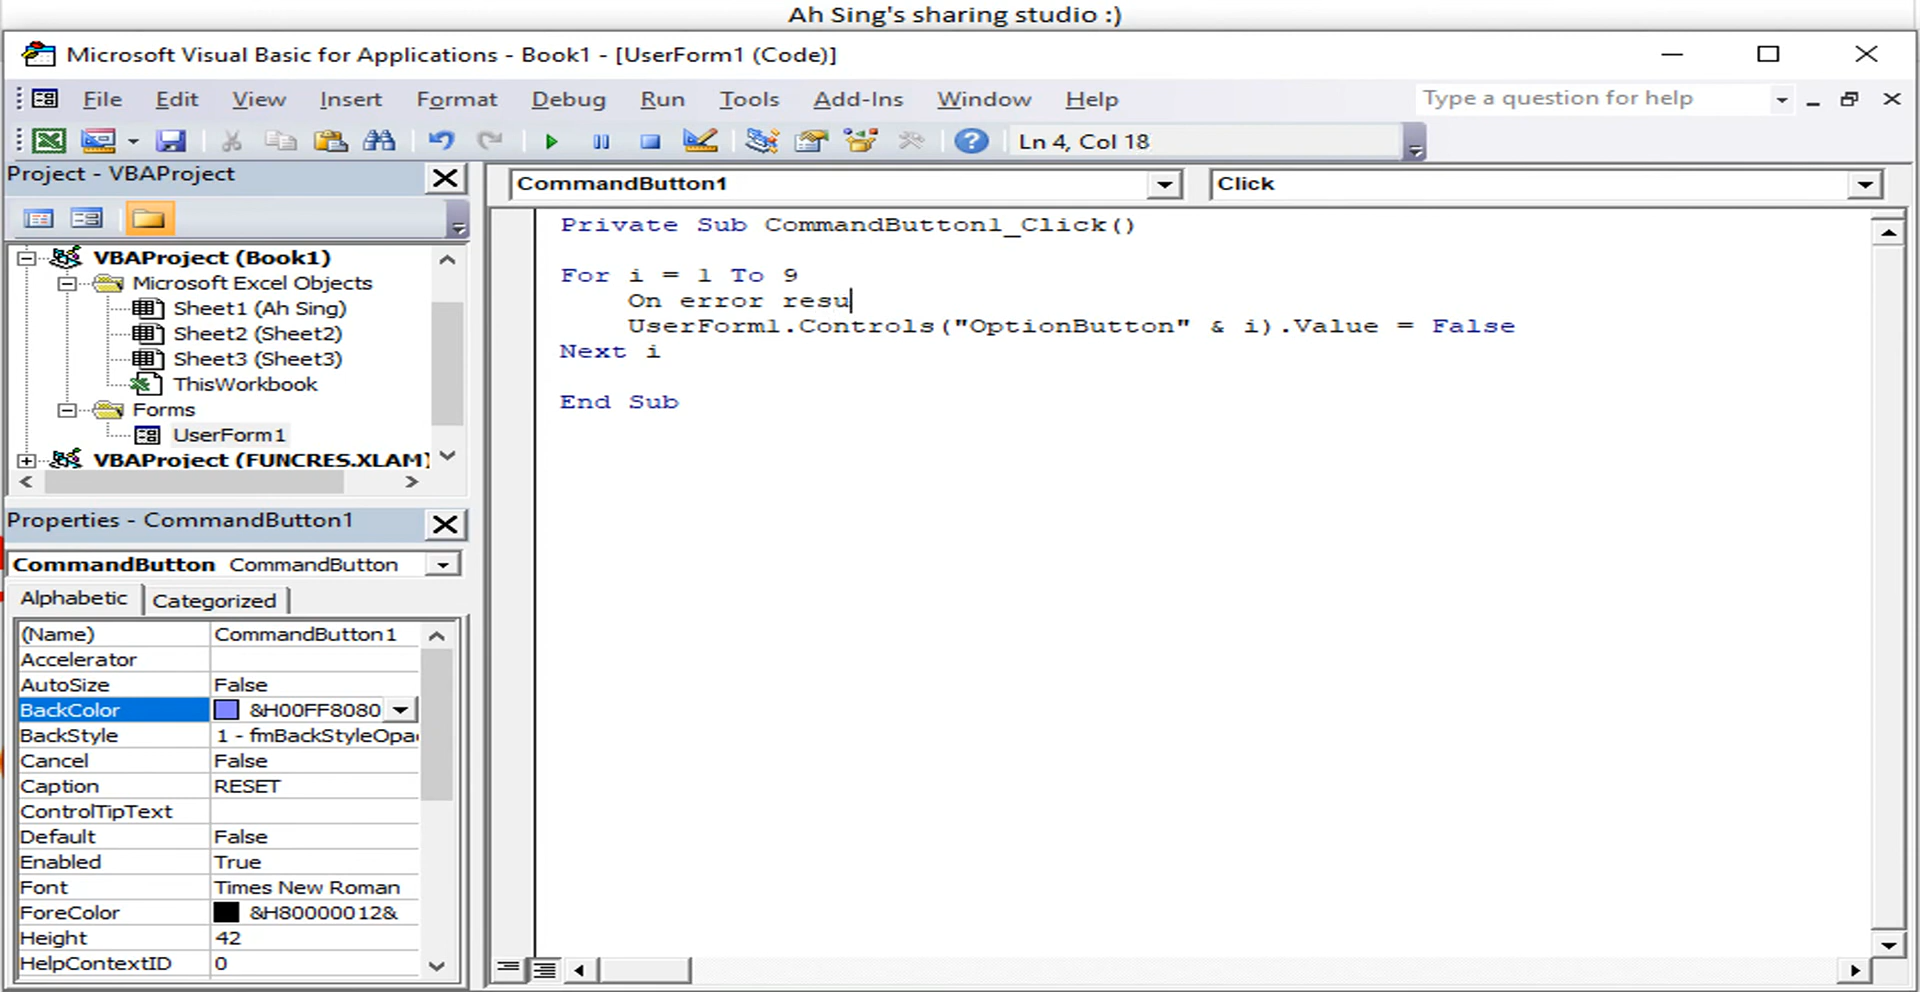 Ah Sing's sharing studio :)
Microsoft Visual Basic for Applications - Book1 - [UserForm1 (Code)]
File Edit View Insert Format Debug Run Tools Add-Ins Window Help Type a question for help
Ln 4, Col 18
Project - VBAProject
CommandButton1 Click
VBAProject (Book1)
Microsoft Excel Objects
Sheet1 (Ah Sing)
Sheet2 (Sheet2)
Sheet3 (Sheet3)
ThisWorkbook
Forms
UserForm1
VBAProject (FUNCRES.XLAM)
Private Sub CommandButton1_Click()
For i = 1 To 9
On error resu
UserForm1.Controls("OptionButton" & i).Value = False
Next i
End Sub
Properties - CommandButton1
CommandButton CommandButton
Alphabetic Categorized
(Name) CommandButton1
Accelerator
AutoSize False
BackColor &H00FF8080
BackStyle 1 - fmBackStyleOpa
Cancel False
Caption RESET
ControlTipText
Default False
Enabled True
Font Times New Roman
ForeColor &H80000012&
Height 42
HelpContextID 0